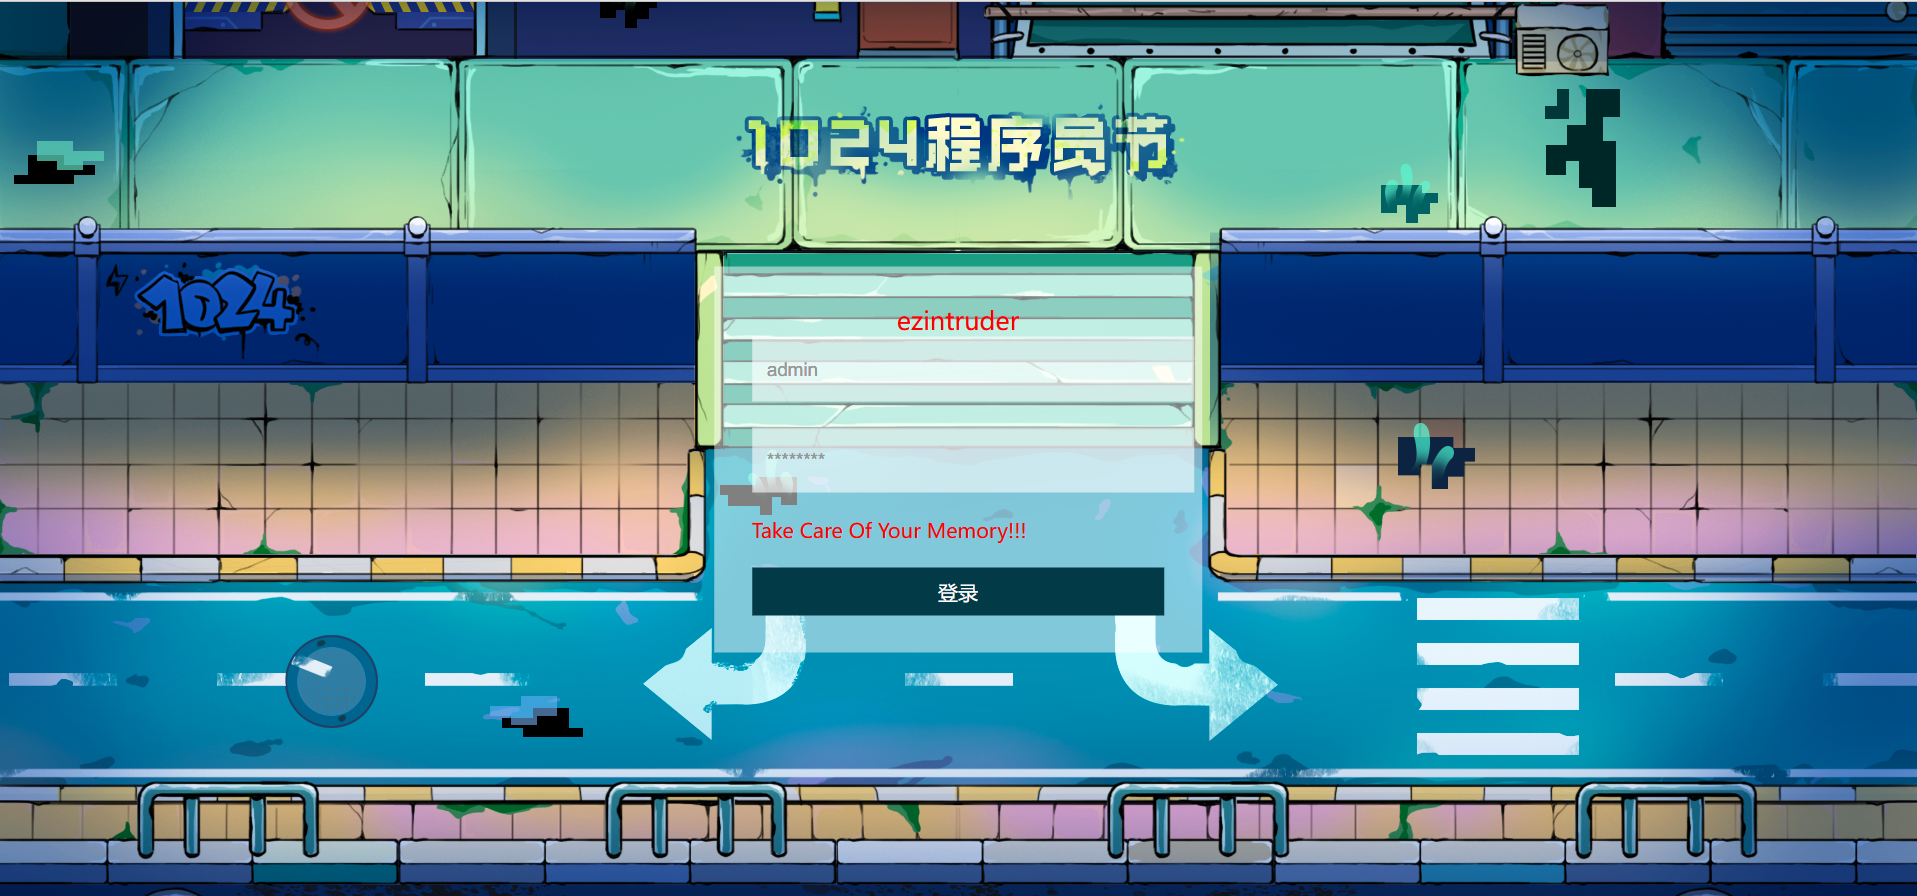 1024程序员节
1024
ezintruder
admin
********
Take Care Of Your Memory!!!
登录